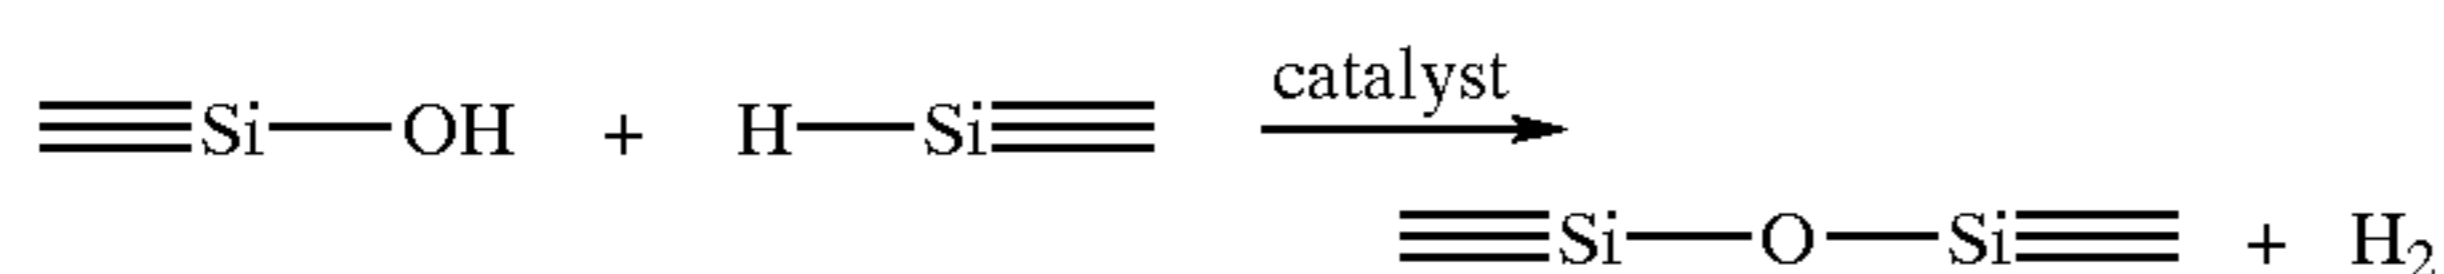 catalyst
≡Si—OH + H—Si≡
≡Si—O—Si≡ + H₂